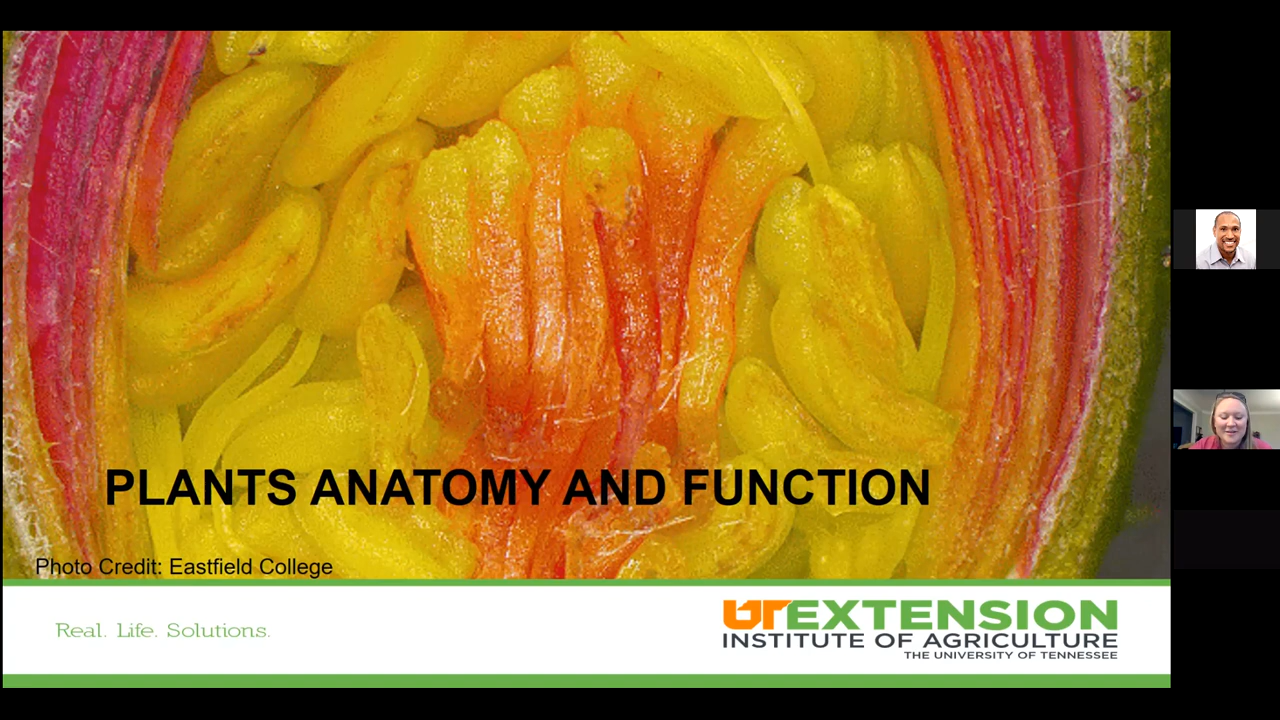 PLANTS ANATOMY AND FUNCTION
Photo Credit: Eastfield College
Real. Life. Solutions.
UTEXTENSION
INSTITUTE OF AGRICULTURE
THE UNIVERSITY OF TENNESSEE